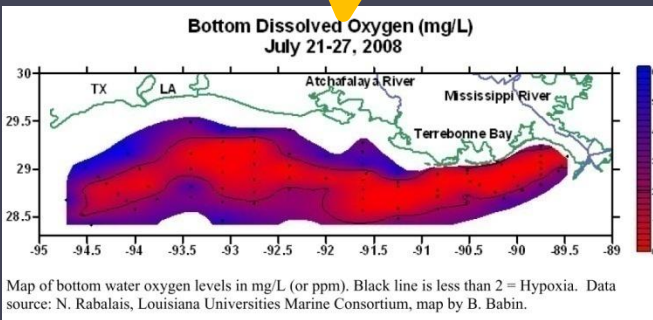 Bottom Dissolved Oxygen (mg/L)
July 21-27, 2008
30
29.5
29
28.5
TX
LA
Atchafalaya River
Mississippi River
Terrebonne Bay
-95 -94.5 -94 -93.5 -93 -92.5 -92 -91.5 -91 -90.5 -90 -89.5 -89
Map of bottom water oxygen levels in mg/L (or ppm). Black line is less than 2 = Hypoxia. Data
source: N. Rabalais, Louisiana Universities Marine Consortium, map by B. Babin.